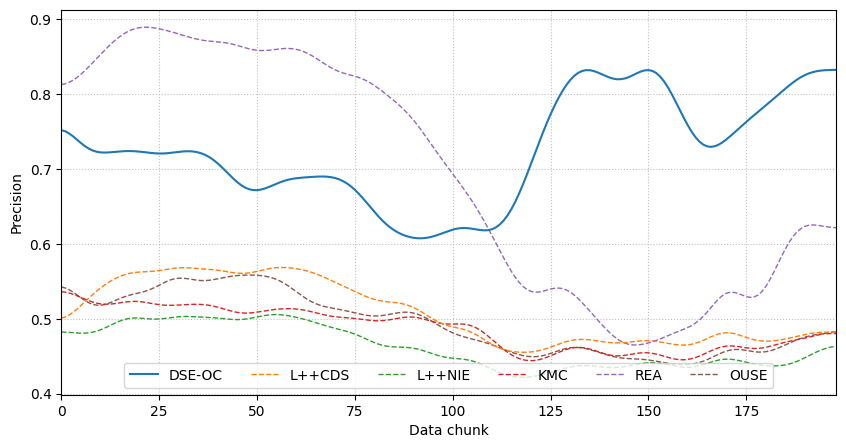 0.9
0.8
0.7
0.6
0.5
0.4
Precision
0 25 50 75 100 125 150 175
Data chunk
DSE-OC L++CDS L++NIE KMC REA OUSE